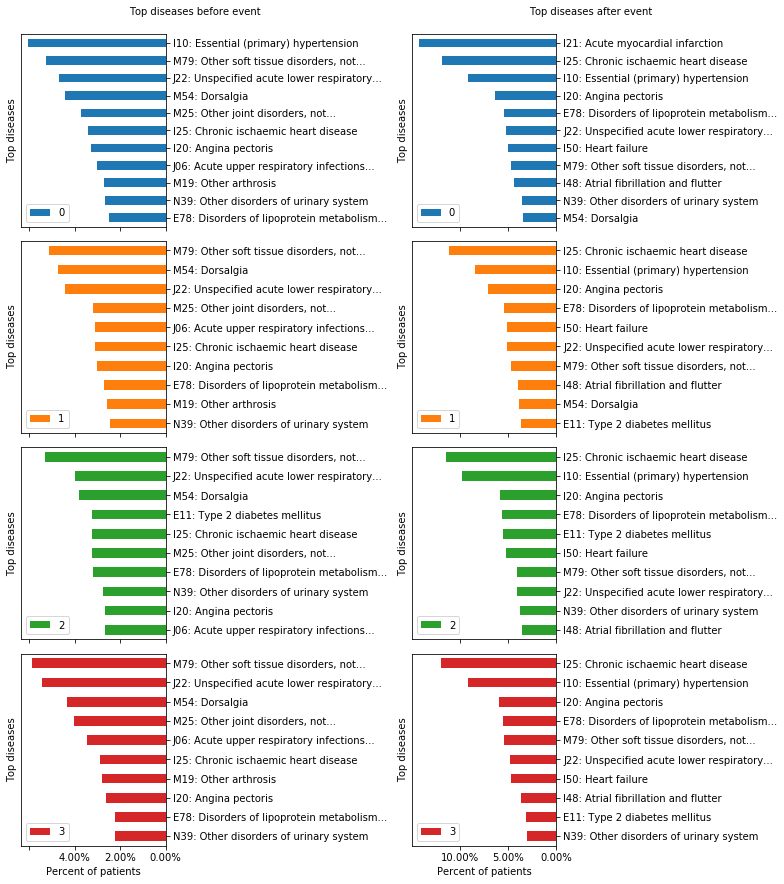 Top diseases before event
Top diseases
I10: Essential (primary) hypertension
M79: Other soft tissue disorders, not...
J22: Unspecified acute lower respiratory...
M54: Dorsalgia
M25: Other joint disorders, not...
I25: Chronic ischaemic heart disease
I20: Angina pectoris
J06: Acute upper respiratory infections...
M19: Other arthrosis
N39: Other disorders of urinary system
E78: Disorders of lipoprotein metabolism...
0
Top diseases
M79: Other soft tissue disorders, not...
M54: Dorsalgia
J22: Unspecified acute lower respiratory...
M25: Other joint disorders, not...
J06: Acute upper respiratory infections...
I25: Chronic ischaemic heart disease
I20: Angina pectoris
E78: Disorders of lipoprotein metabolism...
M19: Other arthrosis
N39: Other disorders of urinary system
1
Top diseases
M79: Other soft tissue disorders, not...
J22: Unspecified acute lower respiratory...
M54: Dorsalgia
E11: Type 2 diabetes mellitus
I25: Chronic ischaemic heart disease
M25: Other joint disorders, not...
E78: Disorders of lipoprotein metabolism...
N39: Other disorders of urinary system
I20: Angina pectoris
J06: Acute upper respiratory infections...
2
Top diseases
M79: Other soft tissue disorders, not...
J22: Unspecified acute lower respiratory...
M54: Dorsalgia
M25: Other joint disorders, not...
J06: Acute upper respiratory infections...
I25: Chronic ischaemic heart disease
M19: Other arthrosis
I20: Angina pectoris
E78: Disorders of lipoprotein metabolism...
N39: Other disorders of urinary system
3
4.00% 2.00% 0.00%
Percent of patients
Top diseases after event
Top diseases
I21: Acute myocardial infarction
I25: Chronic ischaemic heart disease
I10: Essential (primary) hypertension
I20: Angina pectoris
E78: Disorders of lipoprotein metabolism...
J22: Unspecified acute lower respiratory...
I50: Heart failure
M79: Other soft tissue disorders, not...
I48: Atrial fibrillation and flutter
N39: Other disorders of urinary system
M54: Dorsalgia
0
Top diseases
I25: Chronic ischaemic heart disease
I10: Essential (primary) hypertension
I20: Angina pectoris
E78: Disorders of lipoprotein metabolism...
I50: Heart failure
J22: Unspecified acute lower respiratory...
M79: Other soft tissue disorders, not...
I48: Atrial fibrillation and flutter
M54: Dorsalgia
E11: Type 2 diabetes mellitus
1
Top diseases
I25: Chronic ischaemic heart disease
I10: Essential (primary) hypertension
I20: Angina pectoris
E78: Disorders of lipoprotein metabolism...
E11: Type 2 diabetes mellitus
I50: Heart failure
M79: Other soft tissue disorders, not...
J22: Unspecified acute lower respiratory...
N39: Other disorders of urinary system
I48: Atrial fibrillation and flutter
2
Top diseases
I25: Chronic ischaemic heart disease
I10: Essential (primary) hypertension
I20: Angina pectoris
E78: Disorders of lipoprotein metabolism...
M79: Other soft tissue disorders, not...
J22: Unspecified acute lower respiratory...
I50: Heart failure
I48: Atrial fibrillation and flutter
E11: Type 2 diabetes mellitus
N39: Other disorders of urinary system
3
10.00% 5.00% 0.00%
Percent of patients